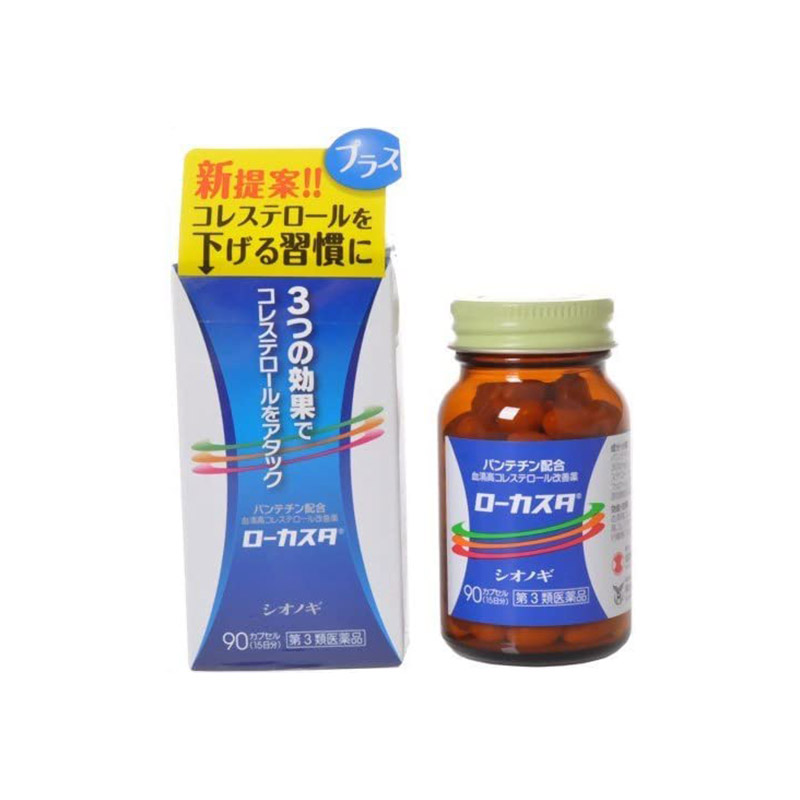 プラス
新提案!!
コレステロールを
下げる習慣に
3つの効果で
コレステロールをアタック
パンテチン配合
血清高コレステロール改善薬
ローカスタ®
シオノギ
90カプセル(15日分) 第3類医薬品
パンテチン配合
血清高コレステロール改善薬
ローカスタ®
シオノギ
90カプセル(15日分) 第3類医薬品